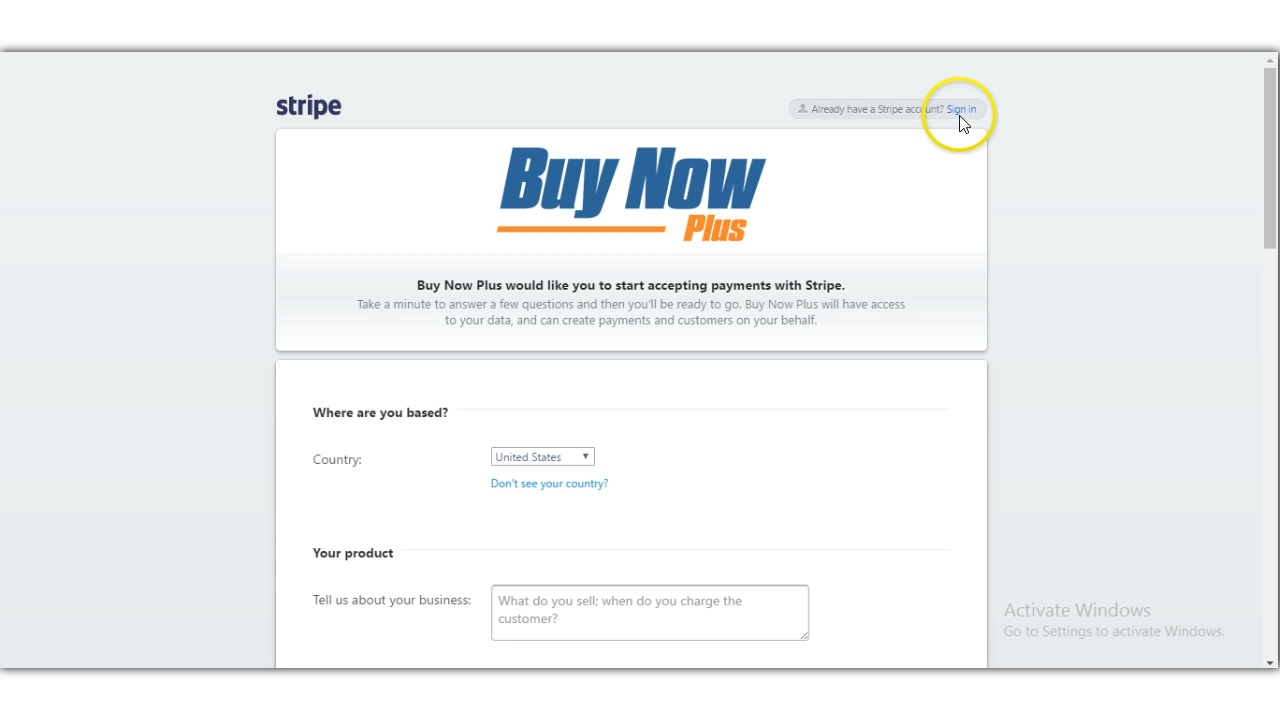 stripe
Already have a Stripe account? Sign in
Buy Now
Plus
Buy Now Plus would like you to start accepting payments with Stripe.
Take a minute to answer a few questions and then you'll be ready to go. Buy Now Plus will have access
to your data, and can create payments and customers on your behalf.
Where are you based?
Country:
United States
Don't see your country?
Your product
Tell us about your business:
What do you sell; when do you charge the
customer?
Activate Windows
Go to Settings to activate Windows.